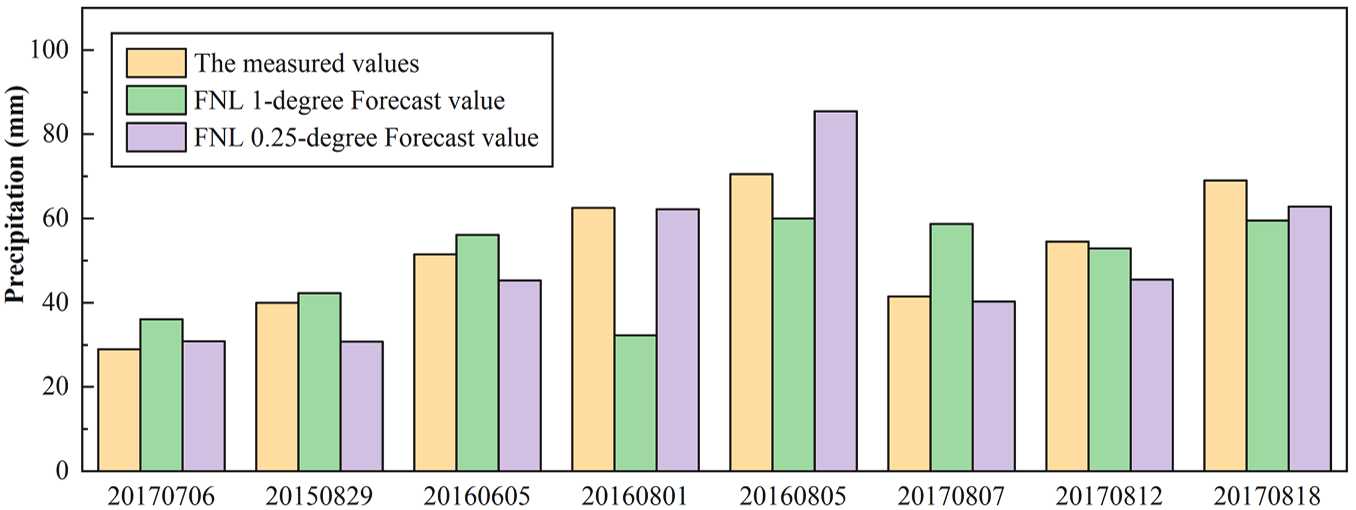 Precipitation (mm)
100
80
60
40
20
0
The measured values
FNL 1-degree Forecast value
FNL 0.25-degree Forecast value
20170706 20150829 20160605 20160801 20160805 20170807 20170812 20170818